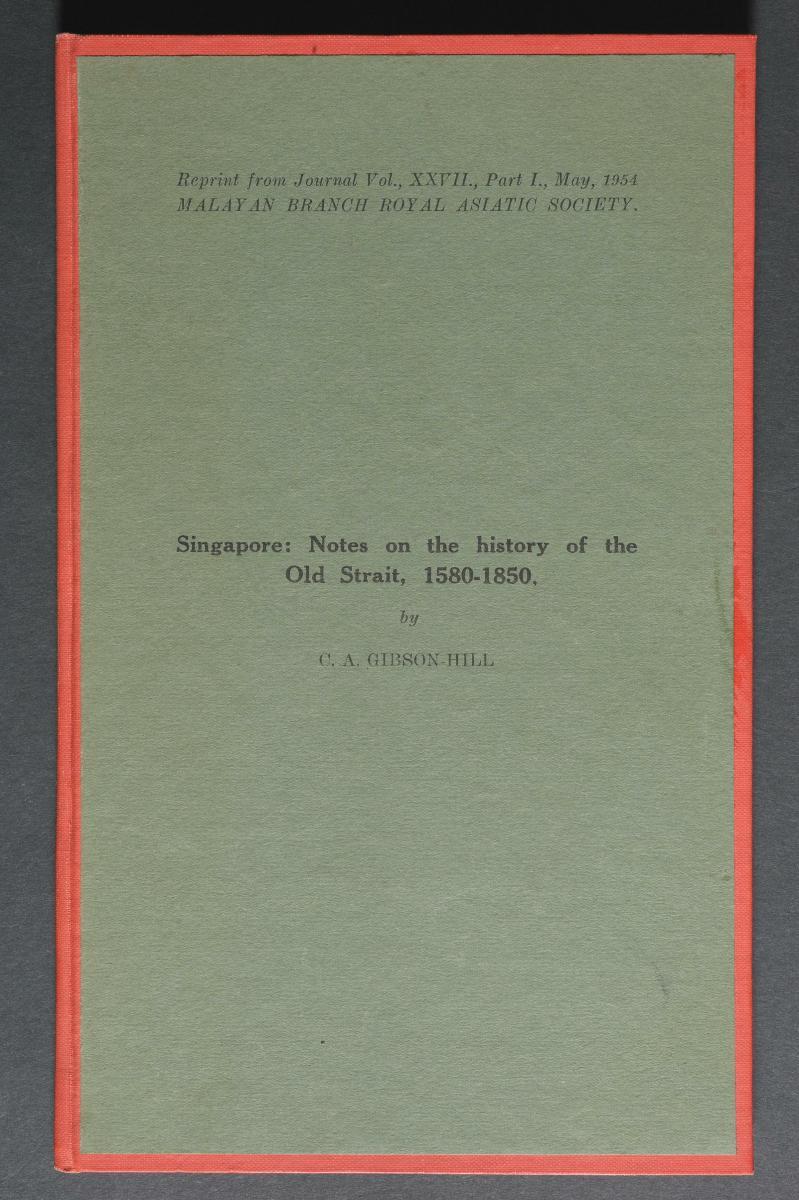 Reprint from Journal Vol., XXVII., Part I., May, 1954
MALAYAN BRANCH ROYAL ASIATIC SOCIETY.
Singapore: Notes on the history of the
Old Strait, 1580-1850.
by
C. A. GIBSON-HILL